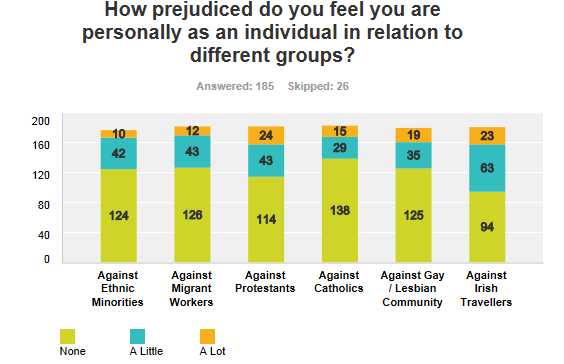 How prejudiced do you feel you are
personally as an individual in relation to
different groups?
Answered: 185 Skipped: 26
200
160
120
80
40
0
10
42
124
12
43
126
24
43
114
15
29
138
19
35
125
23
63
94
Against
Ethnic
Minorities
Against
Migrant
Workers
Against
Protestants
Against
Catholics
Against Gay
/ Lesbian
Community
Against
Irish
Travellers
None
A Little
A Lot